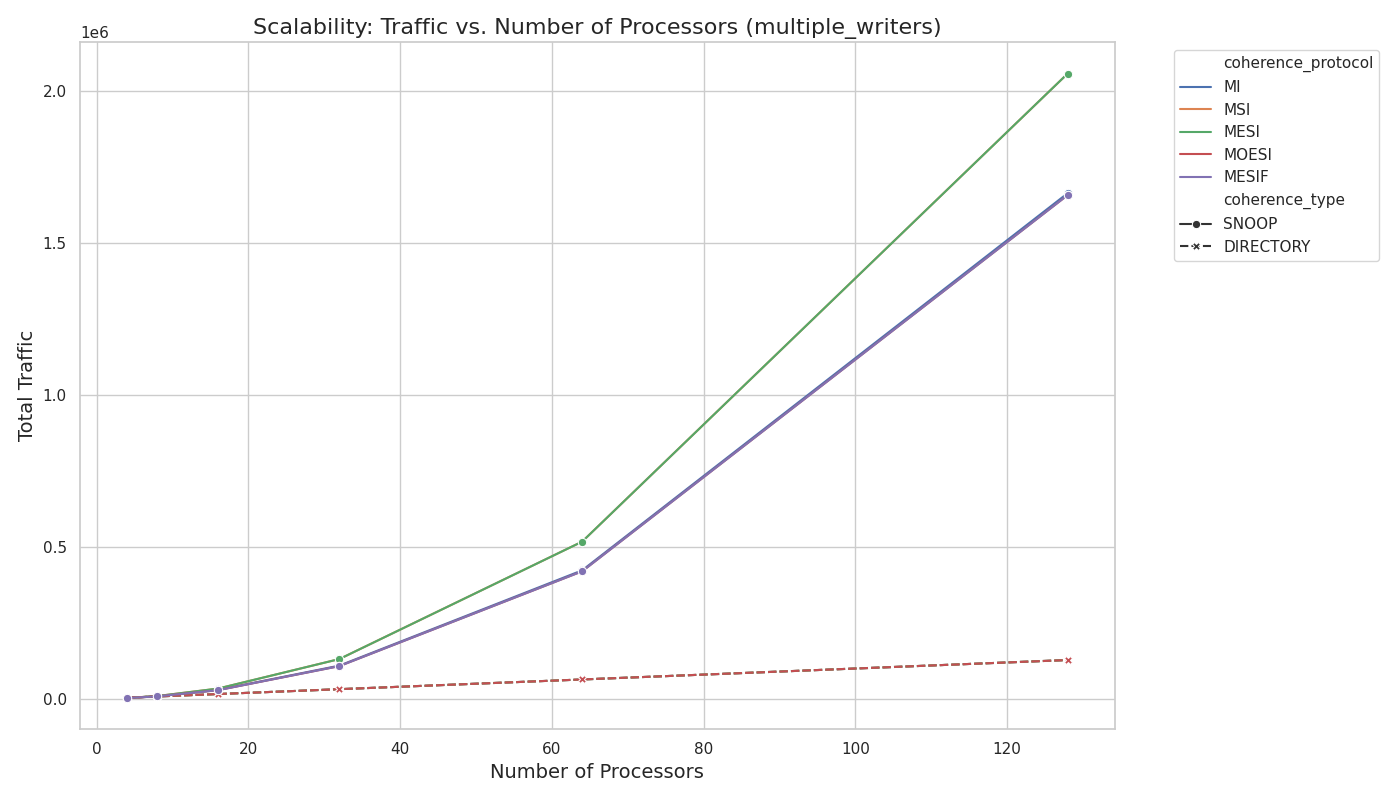 Scalability: Traffic vs. Number of Processors (multiple_writers)
1e6
2.0
1.5
1.0
0.5
0.0
Total Traffic
0 20 40 60 80 100 120
Number of Processors
coherence_protocol
MI
MSI
MESI
MOESI
MESIF
coherence_type
SNOOP
DIRECTORY